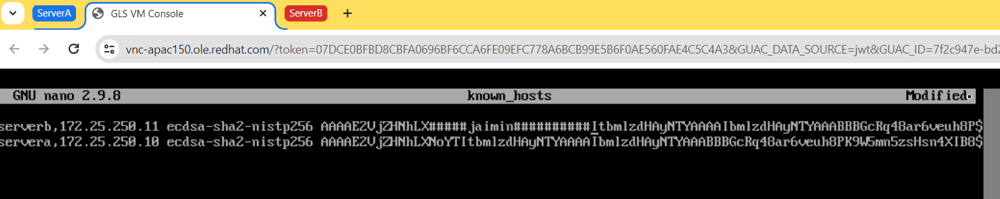 ServerA GLS VM Console ServerB
vnc-apac150.ole.redhat.com/?token=07DCE0BFBD8CBFA0696BF6CCA6FE09EFC778A6BCB99E5B6F0AE560FAE4C5C4A3&GUAC_DATA_SOURCE=jwt&GUAC_ID=7f2c947e-bd2
GNU nano 2.9.8 known_hosts Modified
serverb,172.25.250.11 ecdsa-sha2-nistp256 AAAAE2VjZHNhLX#####jaimin##########ItbmlzdHAyNTYAAAAIbmlzdHAyNTYAAABBBGcRq48ar6veuh8P$
servera,172.25.250.10 ecdsa-sha2-nistp256 AAAAE2VjZHNhLXNoYTItbmlzdHAyNTYAAAAIbmlzdHAyNTYAAABBBGcRq48ar6veuh8PK9W5mn5zsHsn4XIB8$